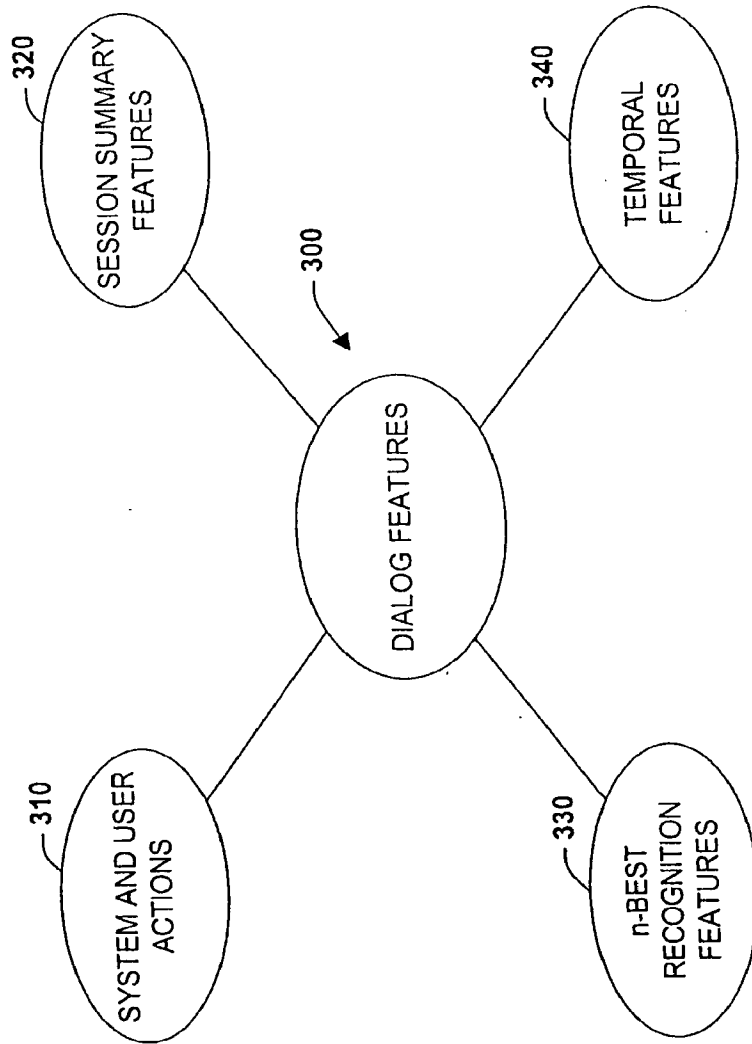 310
SYSTEM AND USER
ACTIONS
320
SESSION SUMMARY
FEATURES
300
DIALOG FEATURES
330
n-BEST
RECOGNITION
FEATURES
340
TEMPORAL
FEATURES